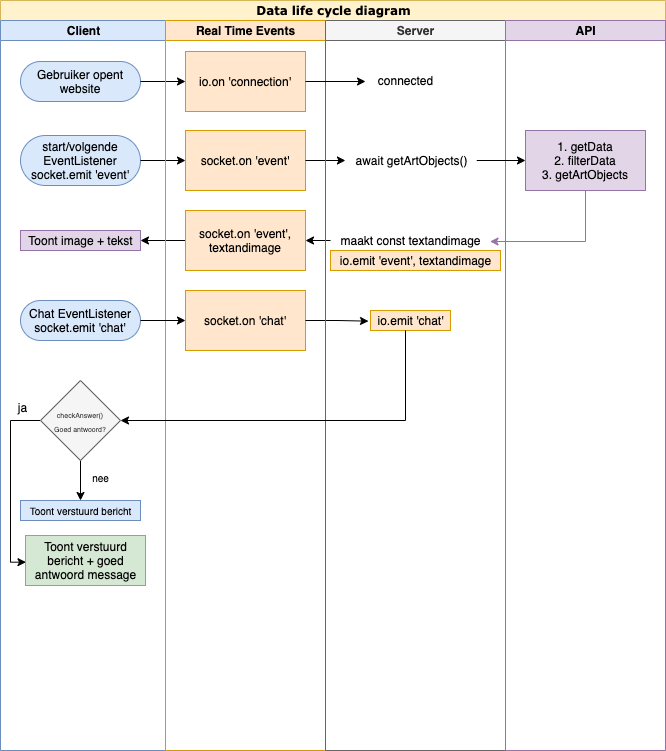 Data life cycle diagram
Client
Real Time Events
Server
API
Gebruiker opent
website
io.on 'connection'
connected
start/volgende
EventListener
socket.emit 'event'
socket.on 'event'
await getArtObjects()
1. getData
2. filterData
3. getArtObjects
Toont image + tekst
socket.on 'event',
textandimage
maakt const textandimage
io.emit 'event', textandimage
Chat EventListener
socket.emit 'chat'
socket.on 'chat'
io.emit 'chat'
ja
checkAnswer()
Goed antwoord?
nee
Toont verstuurd bericht
Toont verstuurd
bericht + goed
antwoord message